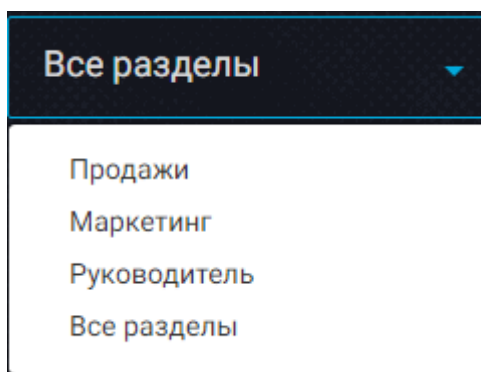 Все разделы
Продажи
Маркетинг
Руководитель
Все разделы